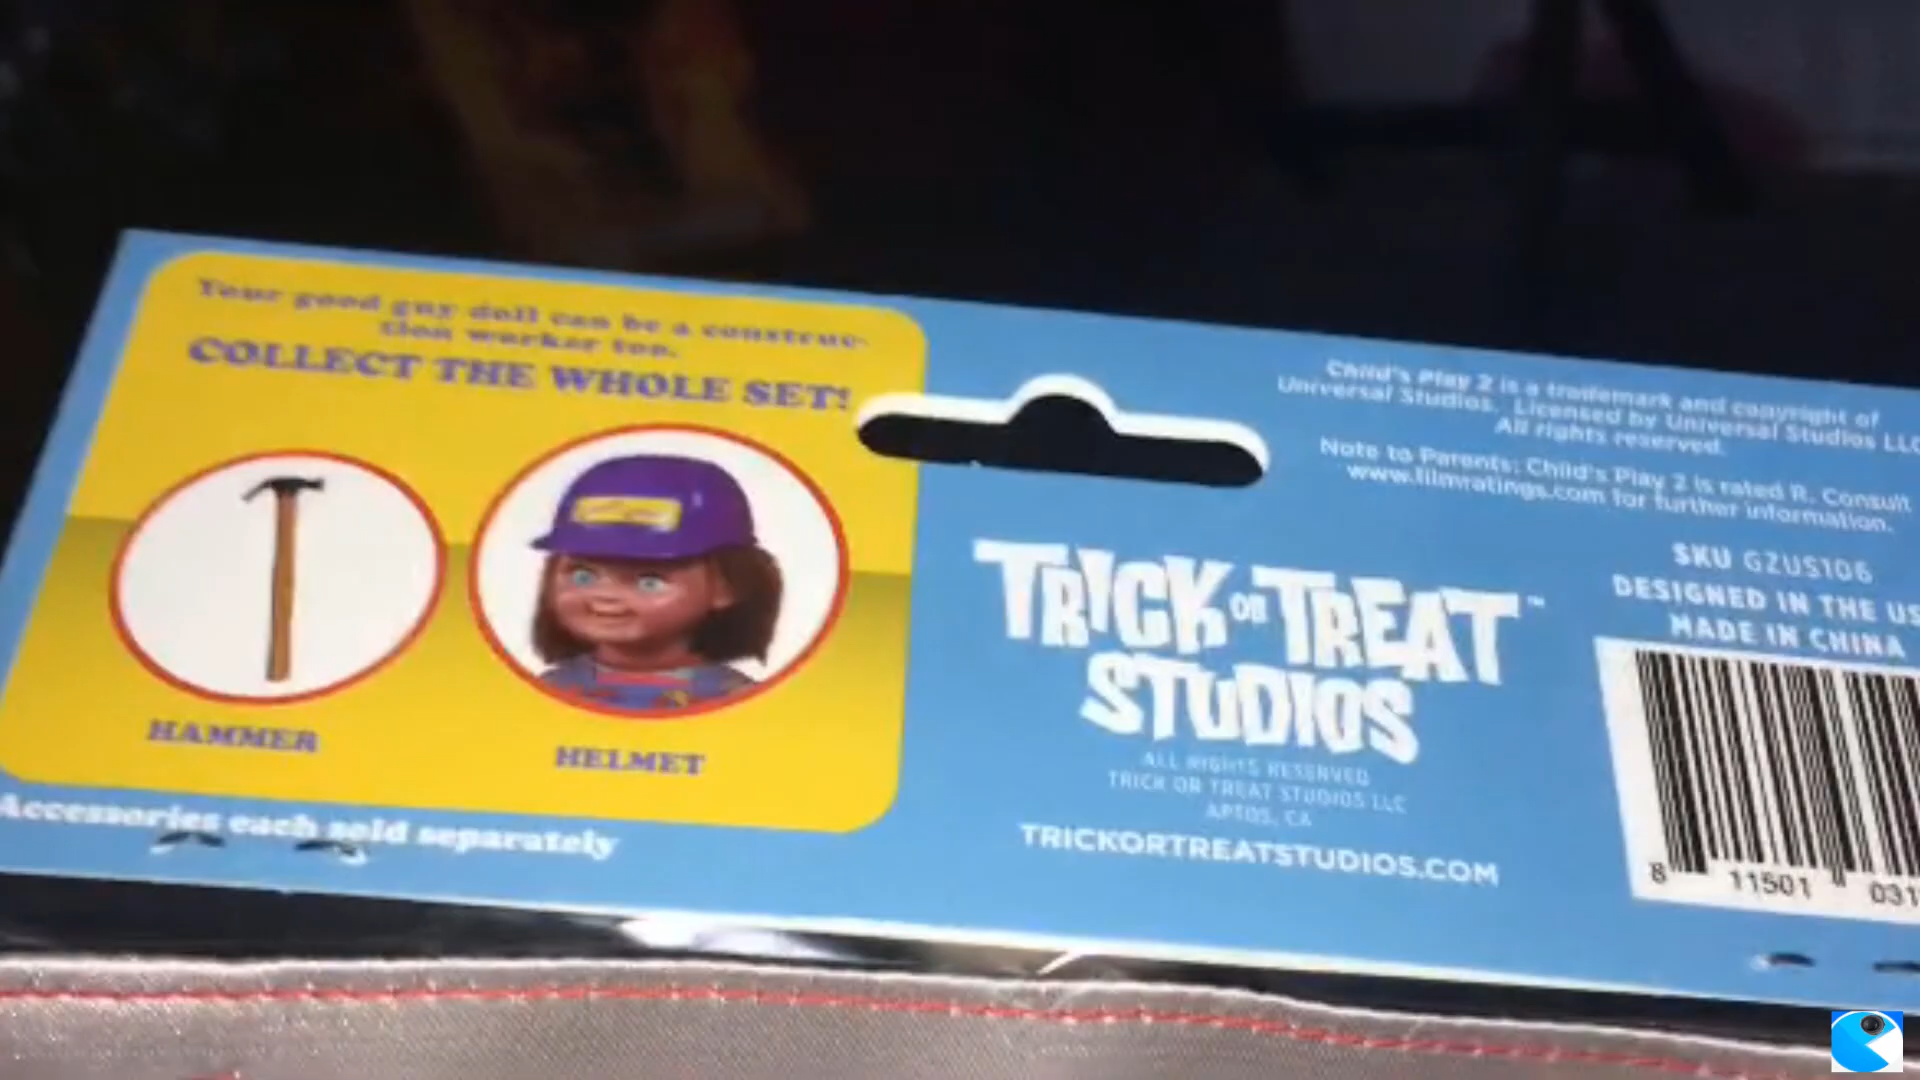 Your good guy doll can be a construc-
tion worker too.
COLLECT THE WHOLE SET!
HAMMER
HELMET
Accessories each sold separately
TRICK OR TREAT™
STUDIOS
ALL RIGHTS RESERVED
TRICK OR TREAT STUDIOS LLC
APTOS, CA
TRICKORTREATSTUDIOS.COM
Child's Play 2 is a trademark and copyright of
Universal Studios. Licensed by Universal Studios LLC
All rights reserved.
Note to Parents: Child's Play 2 is rated R. Consult
www.filmratings.com for further information.
SKU GZUS106
DESIGNED IN THE US
MADE IN CHINA
8 11501 031